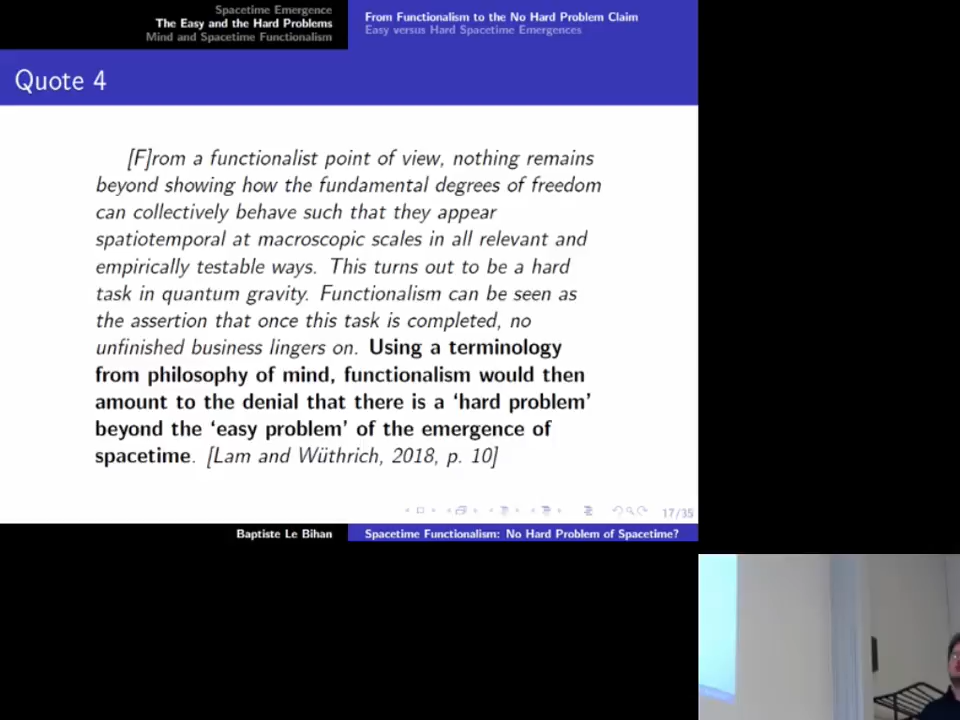 Spacetime Emergence
The Easy and the Hard Problems
Mind and Spacetime Functionalism
From Functionalism to the No Hard Problem Claim
Easy versus Hard Spacetime Emergences
Quote 4
[F]rom a functionalist point of view, nothing remains
beyond showing how the fundamental degrees of freedom
can collectively behave such that they appear
spatiotemporal at macroscopic scales in all relevant and
empirically testable ways. This turns out to be a hard
task in quantum gravity. Functionalism can be seen as
the assertion that once this task is completed, no
unfinished business lingers on. Using a terminology
from philosophy of mind, functionalism would then
amount to the denial that there is a ‘hard problem’
beyond the ‘easy problem’ of the emergence of
spacetime. [Lam and Wüthrich, 2018, p. 10]
17/35
Baptiste Le Bihan
Spacetime Functionalism: No Hard Problem of Spacetime?